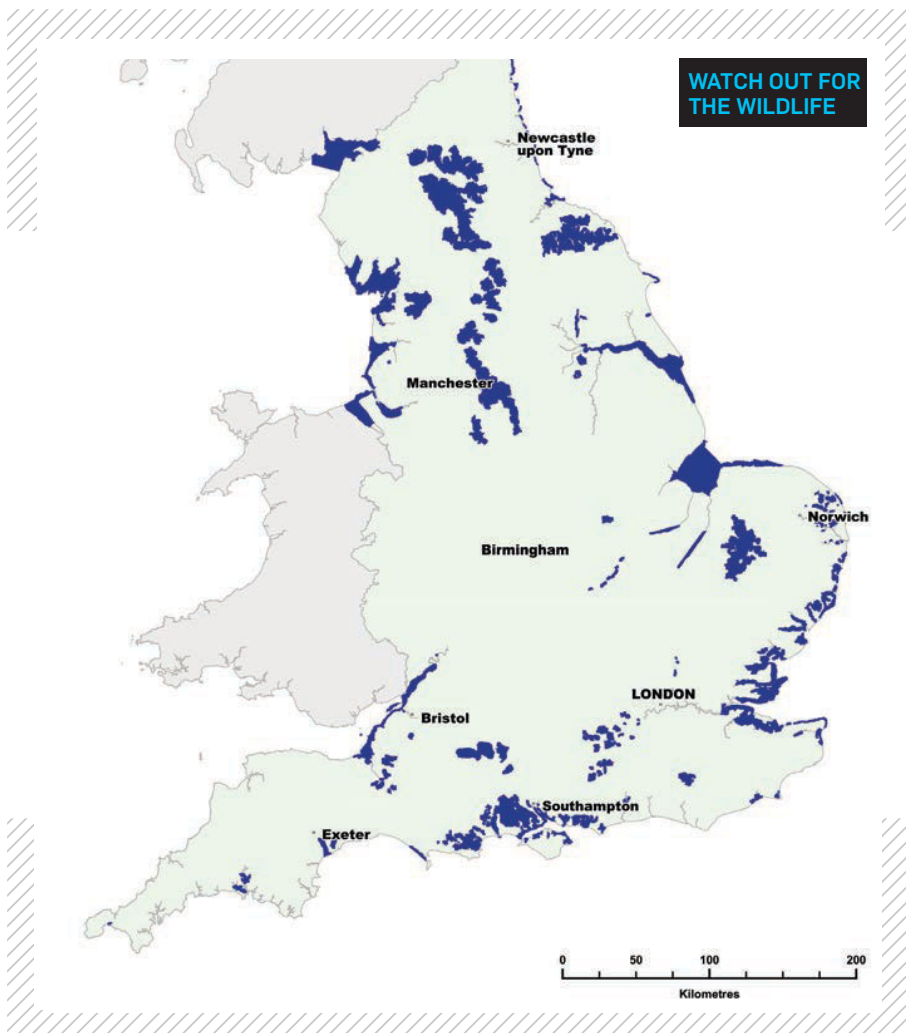 WATCH OUT FOR
THE WILDLIFE
Newcastle
upon Tyne
Manchester
Norwich
Birmingham
LONDON
Bristol
Southampton
Exeter
0 50 100 200
Kilometres